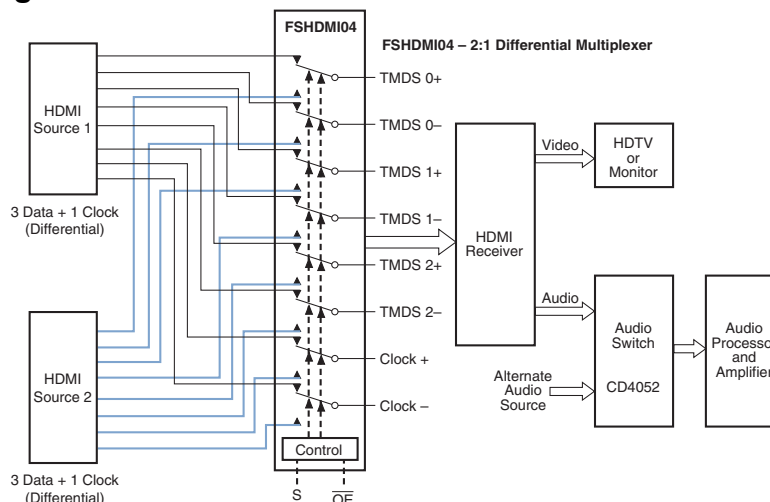 FSHDMI04
FSHDMI04 – 2:1 Differential Multiplexer
HDMI
Source 1
3 Data + 1 Clock
(Differential)
HDMI
Source 2
3 Data + 1 Clock
(Differential)
TMDS 0+
TMDS 0–
TMDS 1+
TMDS 1–
TMDS 2+
TMDS 2–
Clock +
Clock –
Control
S
OE
HDMI
Receiver
Video
HDTV
or
Monitor
Audio
Alternate
Audio
Source
Audio
Switch
CD4052
Audio
Processor
and
Amplifier